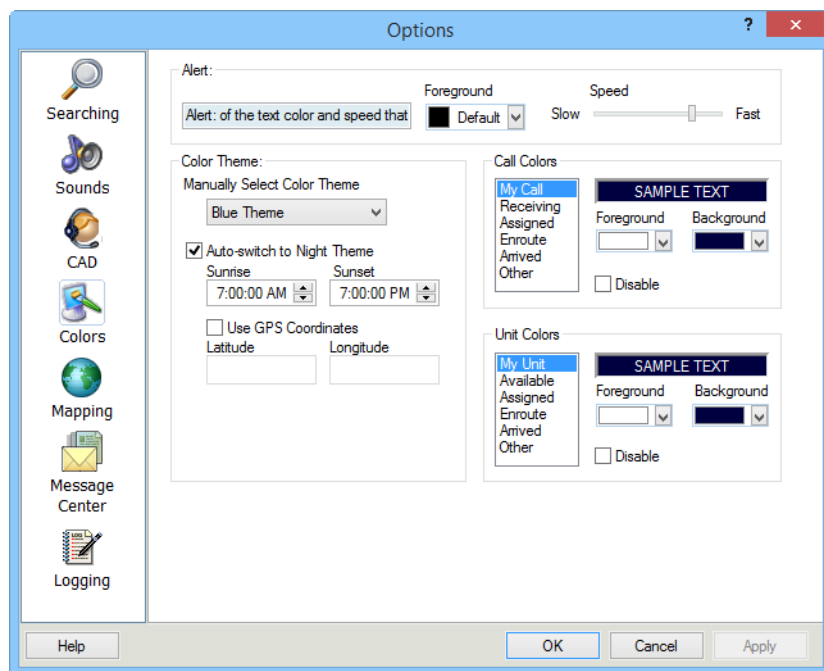 Options
?
Searching
Sounds
CAD
Colors
Mapping
Message
Center
LOG
Logging
Alert:
Alert: of the text color and speed that
Foreground
Default
Speed
Slow
Fast
Color Theme:
Manually Select Color Theme
Blue Theme
Auto-switch to Night Theme
Sunrise
Sunset
7:00:00 AM
7:00:00 PM
Use GPS Coordinates
Latitude
Longitude
Call Colors
My Call
Receiving
Assigned
Enroute
Arrived
Other
SAMPLE TEXT
Foreground
Background
Disable
Unit Colors
My Unit
Available
Assigned
Enroute
Arrived
Other
SAMPLE TEXT
Foreground
Background
Disable
Help
OK
Cancel
Apply